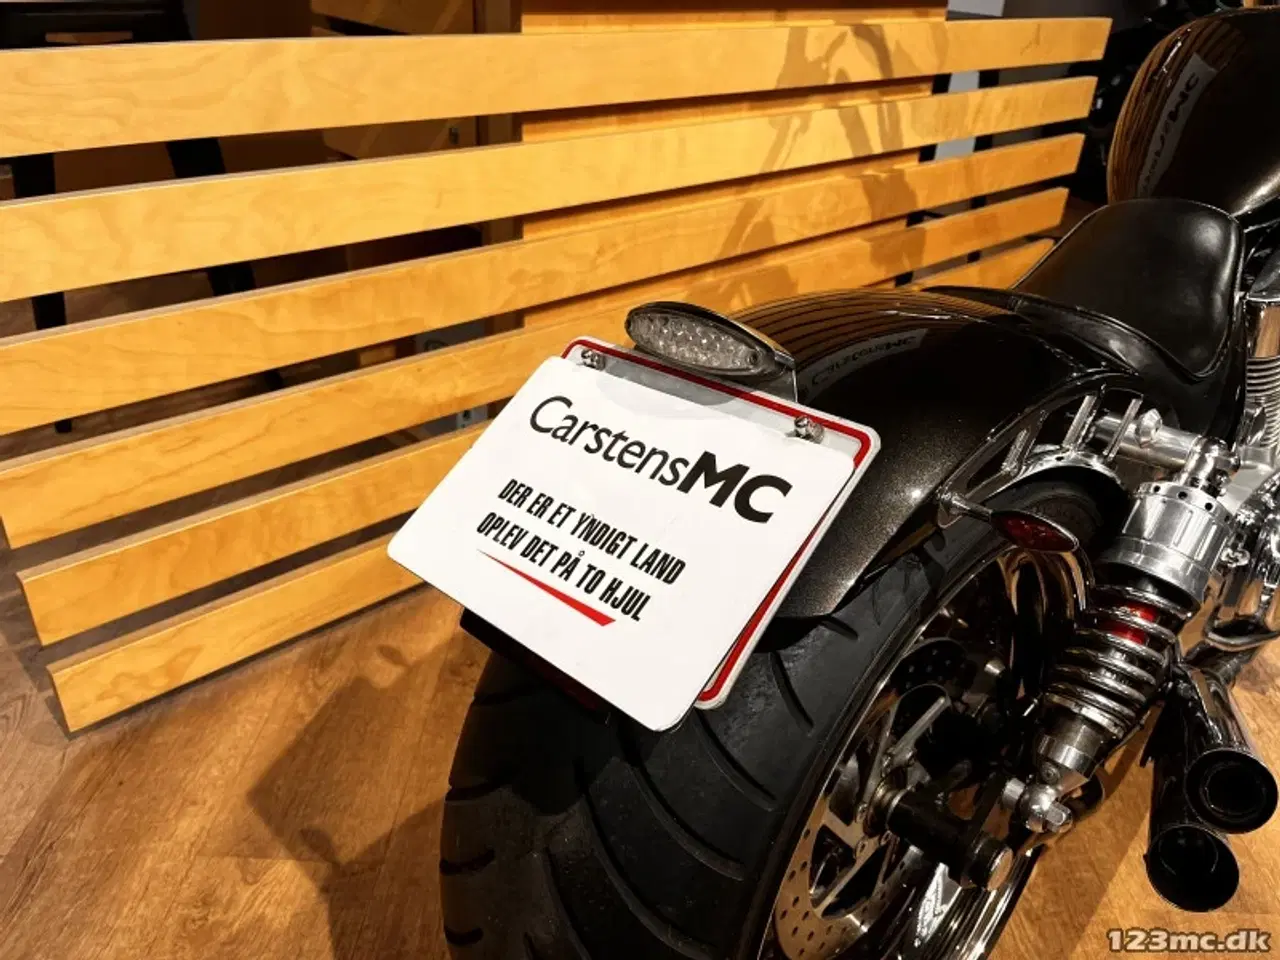 CarstensMC
DER ER ET YNDIGT LAND
OPLEV DET PÅ TO HJUL
123mc.dk